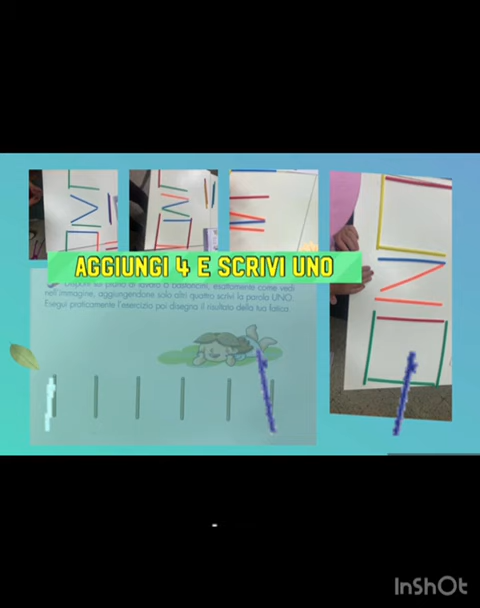 AGGIUNGI 4 E SCRIVI UNO
Disponi sul piano di lavoro 6 bastoncini, esattamente come vedi
nell'immagine, aggiungendone solo altri quattro scrivi la parola UNO.
Esegui praticamente l'esercizio poi disegna il risultato della tua fatica.
InShOt